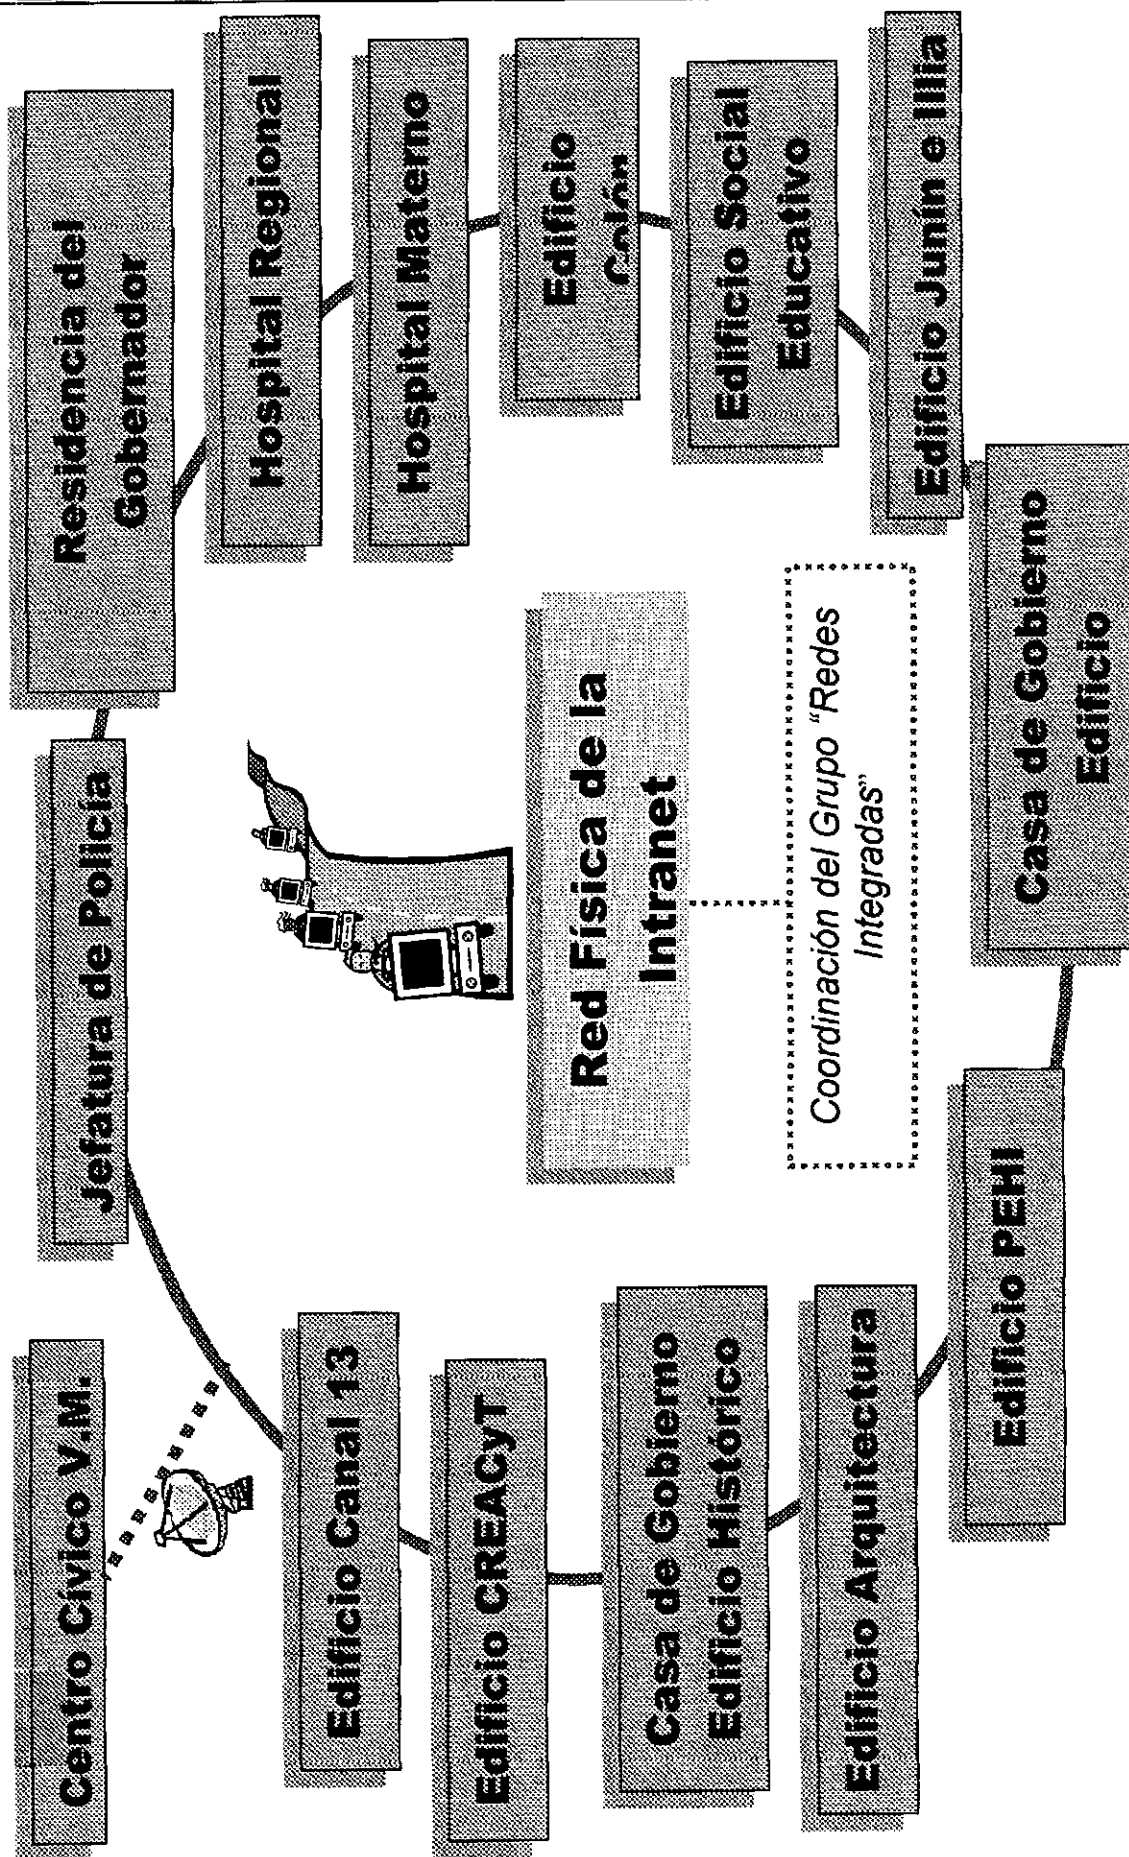 Centro Cívico V.M.
Jefatura de Policía
Residencia del
Gobernador
Edificio Canal 13
Hospital Regional
Edificio CREACyT
Hospital Materno
Casa de Gobierno
Edificio Histórico
Red Física de la
Intranet
Edificio
Colón
Edificio Arquitectura
Coordinación del Grupo “Redes
Integradas”
Edificio Social
Educativo
Edificio PEHI
Casa de Gobierno
Edificio
Edificio Junín e Illia